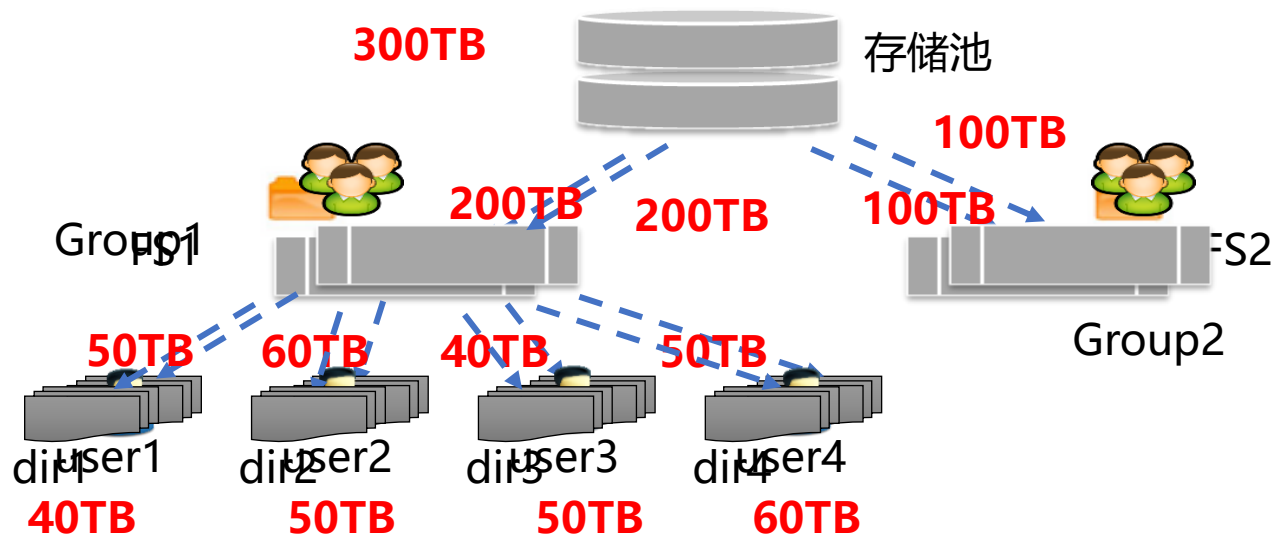 300TB
存储池
100TB
200TB
200TB
100TB
Group1
FS1
FS2
Group2
50TB
60TB
40TB
50TB
user1
user2
user3
user4
dir1
dir2
dir3
dir4
40TB
50TB
50TB
60TB